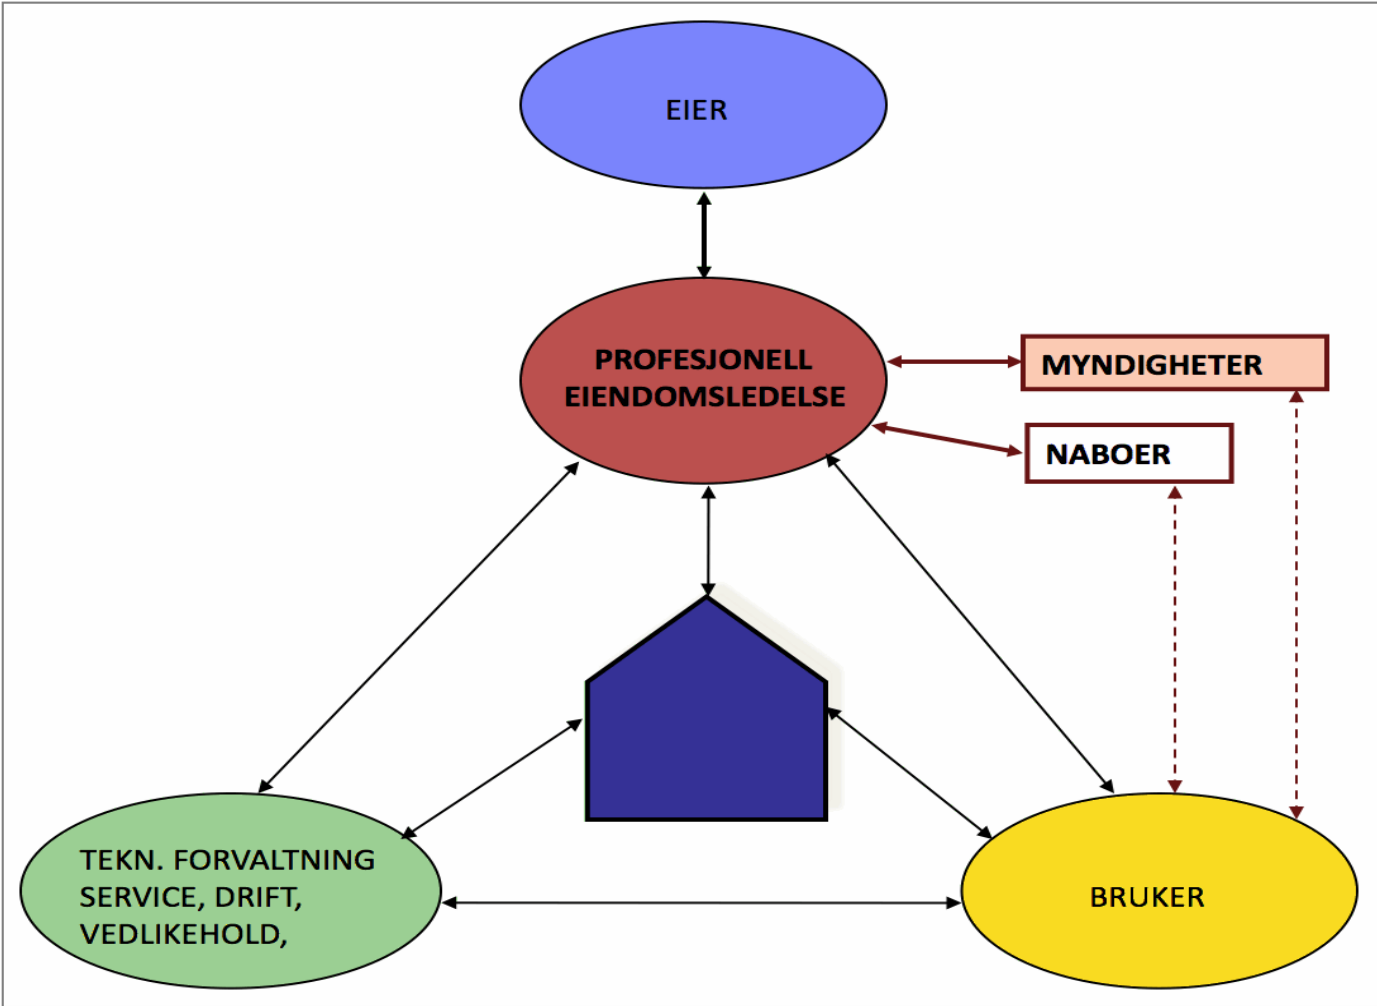 EIER
PROFESJONELL
EIENDOMSLEDELSE
MYNDIGHETER
NABOER
TEKN. FORVALTNING
SERVICE, DRIFT,
VEDLIKEHOLD,
BRUKER